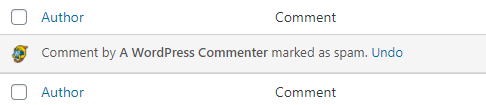 Author Comment
Comment by A WordPress Commenter marked as spam. Undo
Author Comment